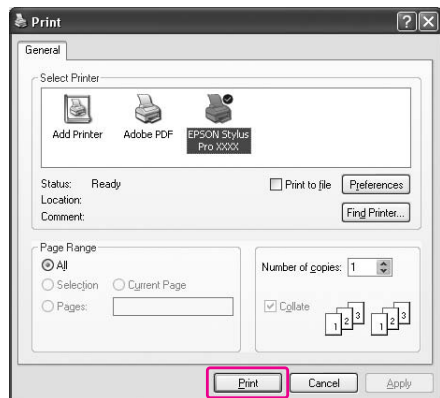 Print
General
Select Printer
Add Printer
Adobe PDF
EPSON Stylus
Pro XXXX
Status: Ready
Print to file
Preferences
Location:
Comment:
Find Printer...
Page Range
All
Selection
Current Page
Pages:
Number of copies: 1
Collate
1 2 3 1 2 3
Print
Cancel
Apply